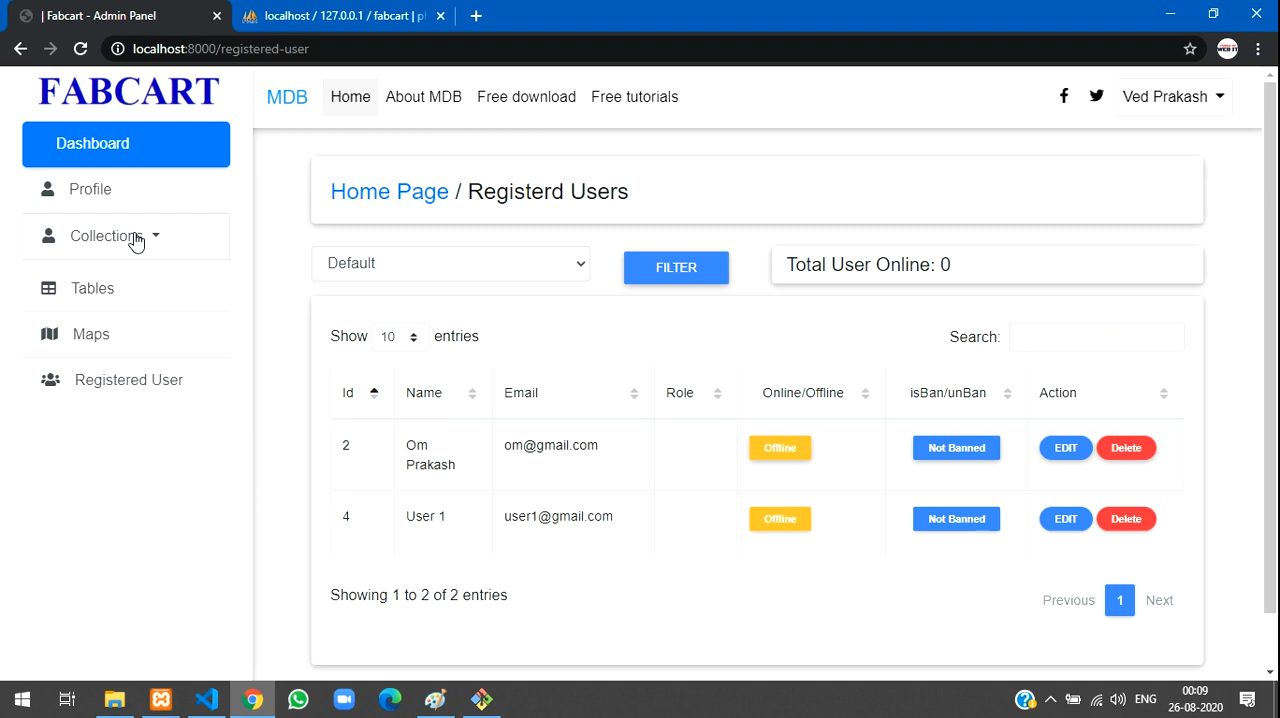 | Fabcart - Admin Panel
localhost / 127.0.0.1 / fabcart | p
localhost:8000/registered-user
FABCART
MDB Home About MDB Free download Free tutorials
Ved Prakash
Dashboard
Profile
Collections
Tables
Maps
Registered User
Home Page / Registerd Users
Default
FILTER
Total User Online: 0
Show 10 entries
Search:
Id Name Email Role Online/Offline isBan/unBan Action
2 Om Prakash om@gmail.com Offline Not Banned EDIT Delete
4 User 1 user1@gmail.com Offline Not Banned EDIT Delete
Showing 1 to 2 of 2 entries
Previous 1 Next
ENG
00:09
26-08-2020